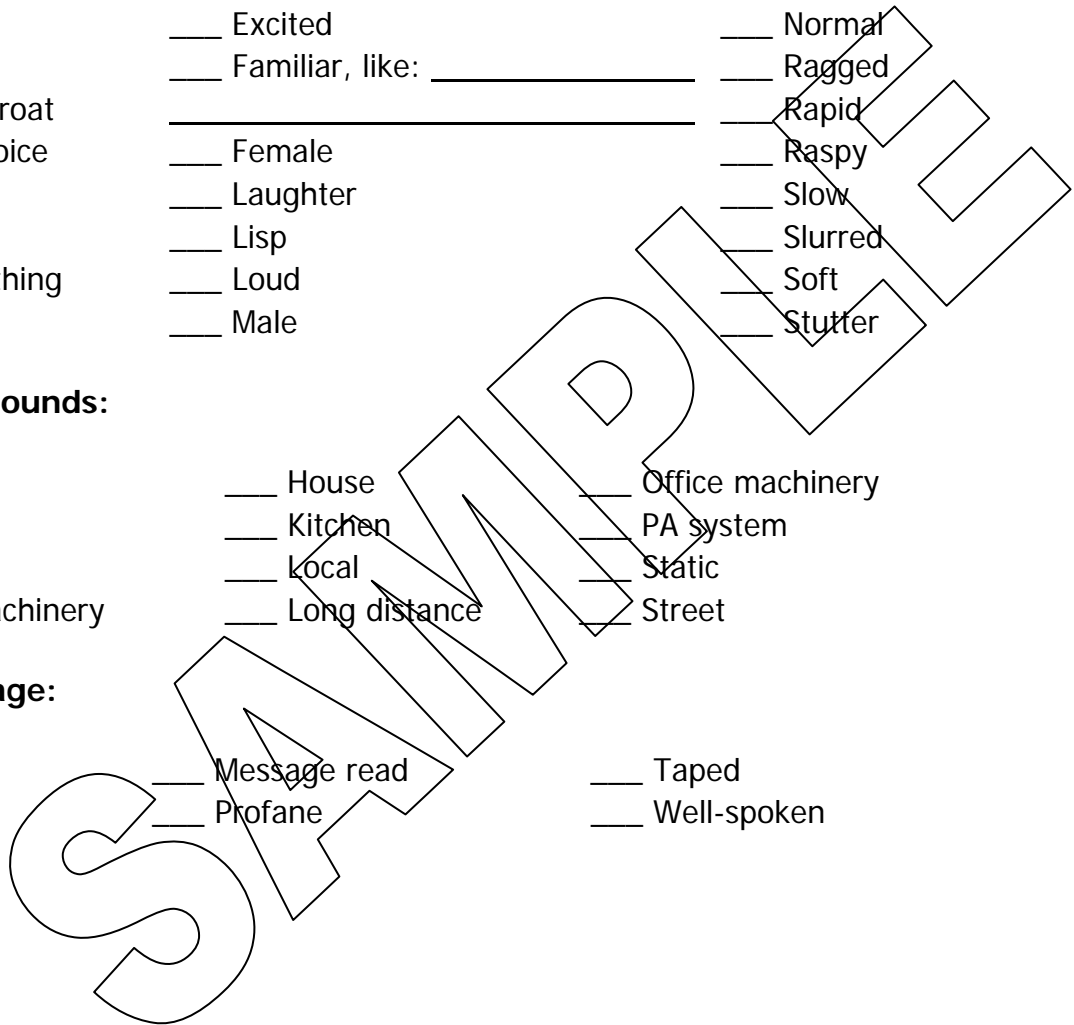 ___ Excited ___ Normal
___ Familiar, like: __________________ ___ Ragged
roat ____________________________________ ___ Rapid
oice ___ Female ___ Raspy
___ Laughter ___ Slow
___ Lisp ___ Slurred
hing ___ Loud ___ Soft
___ Male ___ Stutter
ounds:
___ House ___ Office machinery
___ Kitchen ___ PA system
___ Local ___ Static
chinery ___ Long distance ___ Street
ge:
___ Message read ___ Taped
___ Profane ___ Well-spoken
SAMPLE